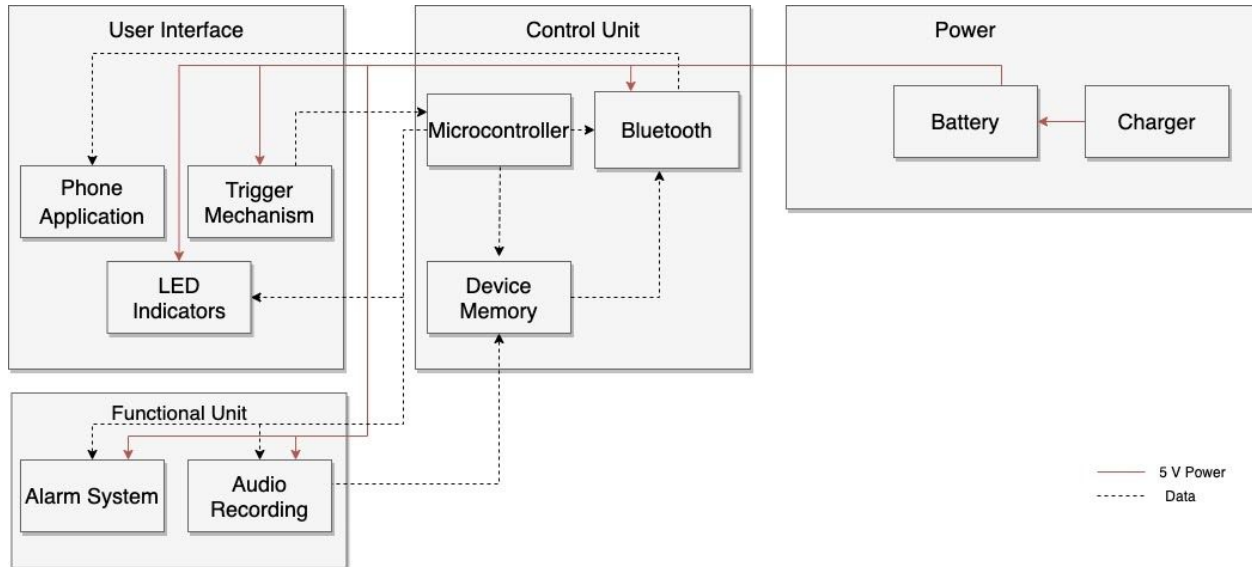 User Interface
Control Unit
Power
Phone
Application
Trigger
Mechanism
LED
Indicators
Microcontroller
Bluetooth
Device
Memory
Battery
Charger
Functional Unit
Alarm System
Audio
Recording
5 V Power
Data